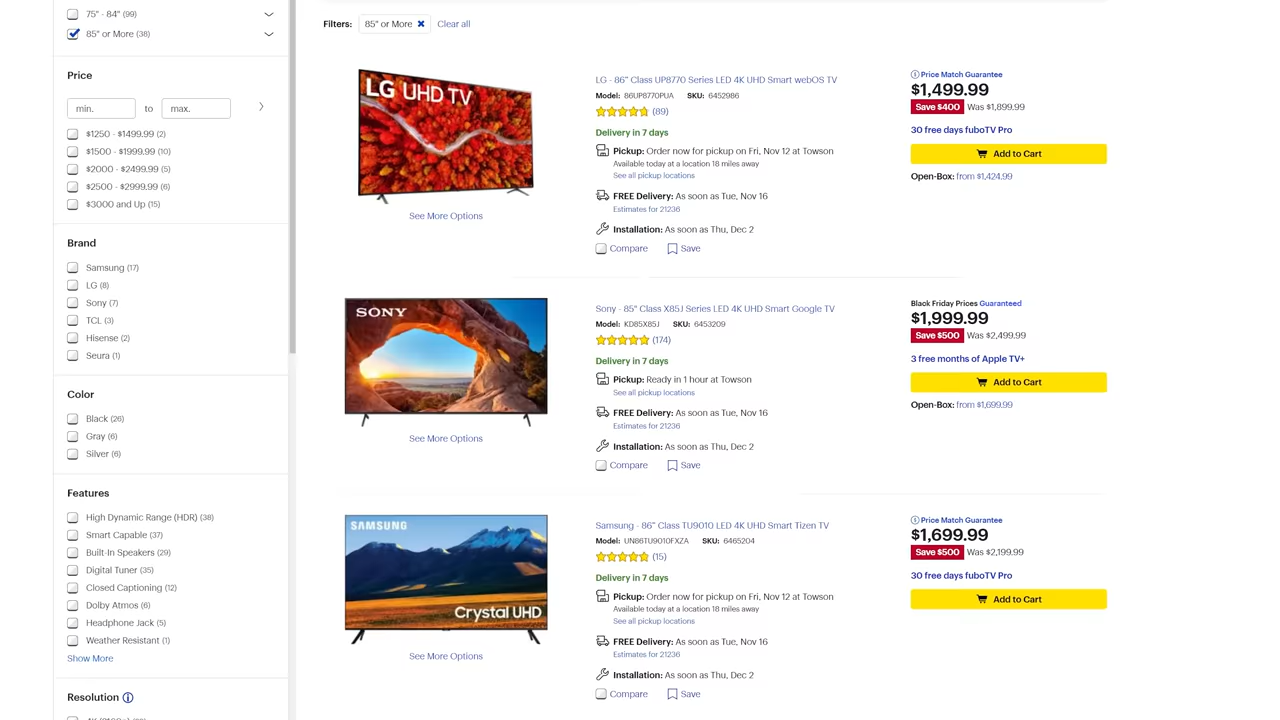 75" - 84" (99)
85" or More (38)
Price
min. to max.
$1250 - $1499.99 (2)
$1500 - $1999.99 (10)
$2000 - $2499.99 (5)
$2500 - $2999.99 (6)
$3000 and Up (15)
Brand
Samsung (17)
LG (8)
Sony (7)
TCL (3)
Hisense (2)
Seura (1)
Color
Black (26)
Gray (6)
Silver (6)
Features
High Dynamic Range (HDR) (38)
Smart Capable (37)
Built-In Speakers (29)
Digital Tuner (35)
Closed Captioning (12)
Dolby Atmos (6)
Headphone Jack (5)
Weather Resistant (1)
Show More
Resolution
Filters: 85" or More Clear all
LG UHD TV
See More Options
LG - 86" Class UP8770 Series LED 4K UHD Smart webOS TV
Model: 86UP8770PUA SKU: 6452986
(89)
Delivery in 7 days
Pickup: Order now for pickup on Fri, Nov 12 at Towson
Available today at a location 18 miles away
See all pickup locations
FREE Delivery: As soon as Tue, Nov 16
Estimates for 21236
Installation: As soon as Thu, Dec 2
Compare Save
Price Match Guarantee
$1,499.99
Save $400 Was $1,899.99
30 free days fuboTV Pro
Add to Cart
Open-Box: from $1,424.99
SONY
See More Options
Sony - 85" Class X85J Series LED 4K UHD Smart Google TV
Model: KD85X85J SKU: 6453209
(174)
Delivery in 7 days
Pickup: Ready in 1 hour at Towson
See all pickup locations
FREE Delivery: As soon as Tue, Nov 16
Estimates for 21236
Installation: As soon as Thu, Dec 2
Compare Save
Black Friday Prices Guaranteed
$1,999.99
Save $500 Was $2,499.99
3 free months of Apple TV+
Add to Cart
Open-Box: from $1,699.99
SAMSUNG
Crystal UHD
See More Options
Samsung - 86" Class TU9010 LED 4K UHD Smart Tizen TV
Model: UN86TU9010FXZA SKU: 6465204
(15)
Delivery in 7 days
Pickup: Order now for pickup on Fri, Nov 12 at Towson
Available today at a location 18 miles away
See all pickup locations
FREE Delivery: As soon as Tue, Nov 16
Estimates for 21236
Installation: As soon as Thu, Dec 2
Compare Save
Price Match Guarantee
$1,699.99
Save $500 Was $2,199.99
30 free days fuboTV Pro
Add to Cart